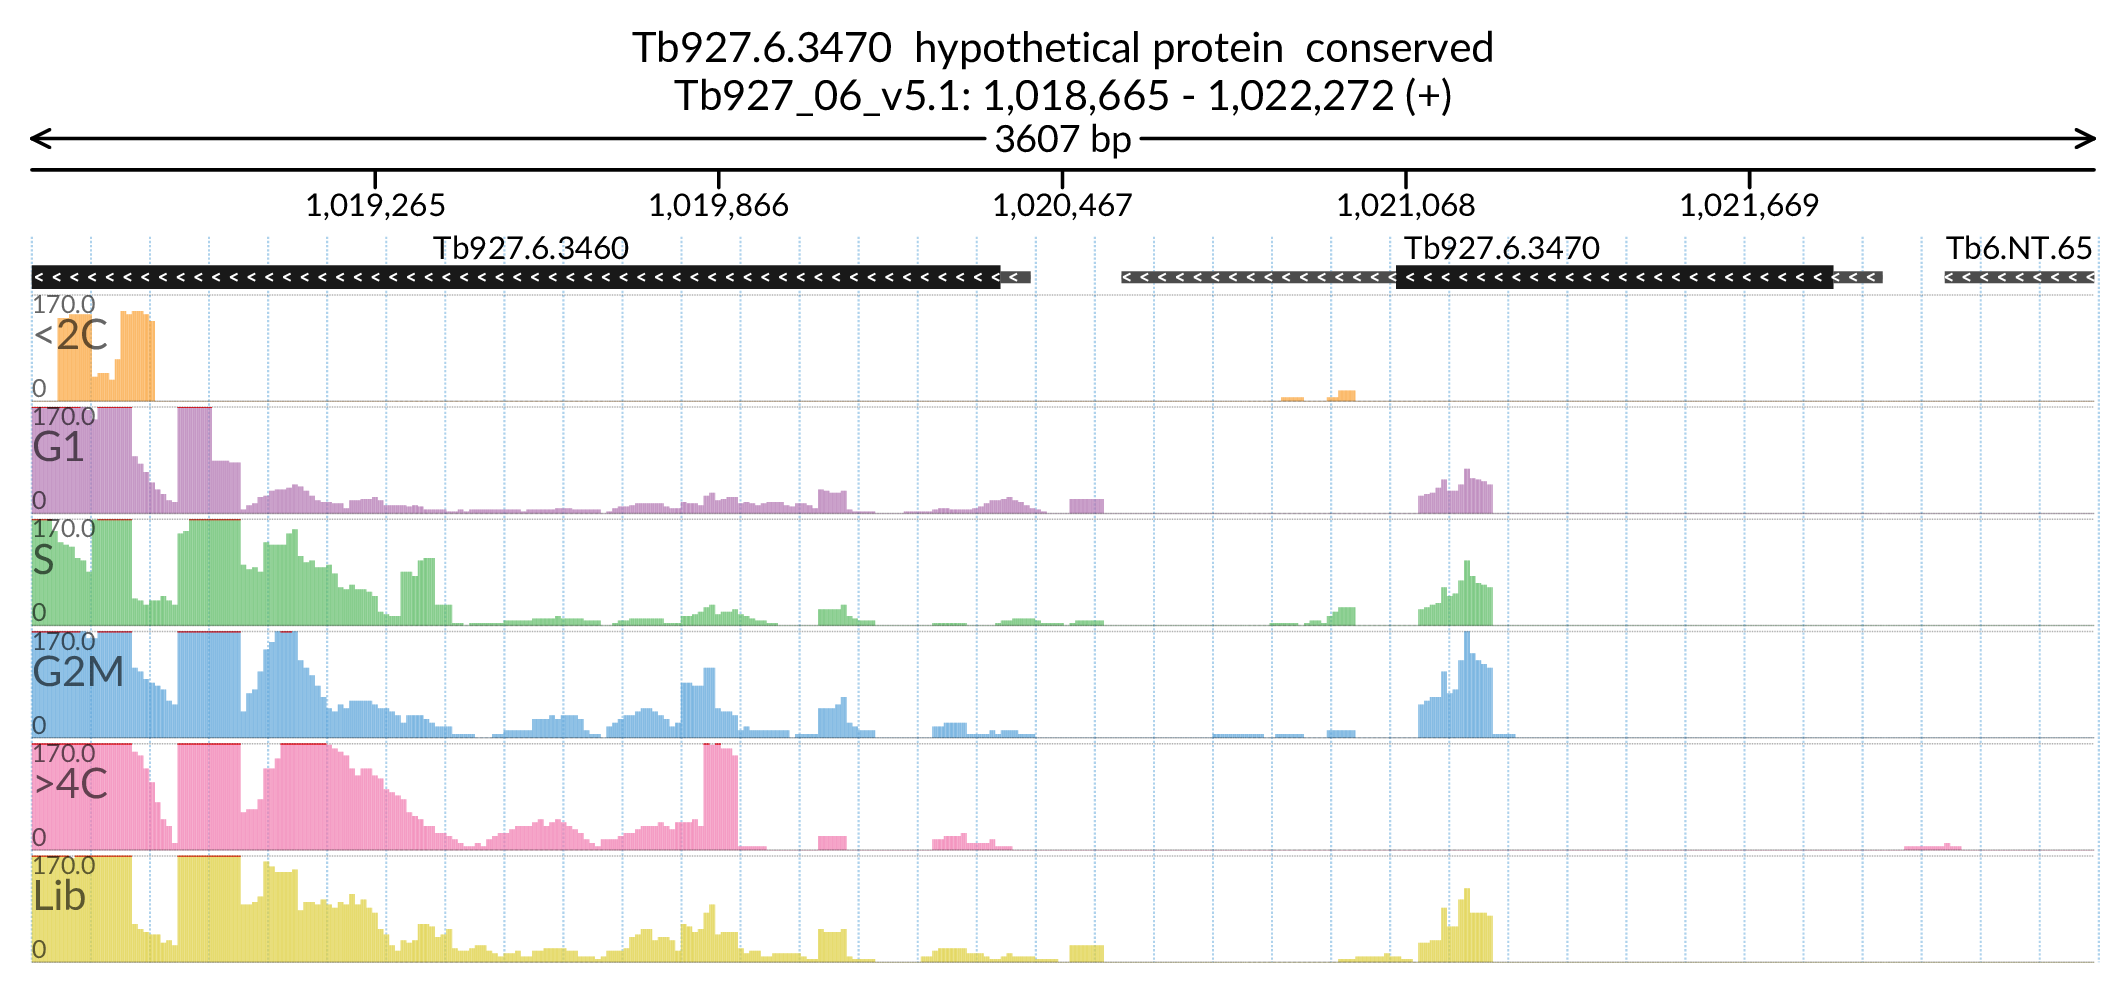 Tb927.6.3470  hypothetical protein  conserved
Tb927_06_v5.1: 1,018,665 - 1,022,272 (+)
3607 bp
1,019,265 1,019,866 1,020,467 1,021,068 1,021,669
Tb927.6.3460 Tb927.6.3470 Tb6.NT.65
170.0
<2C
0
170.0
G1
0
170.0
S
0
170.0
G2M
0
170.0
>4C
0
170.0
Lib
0